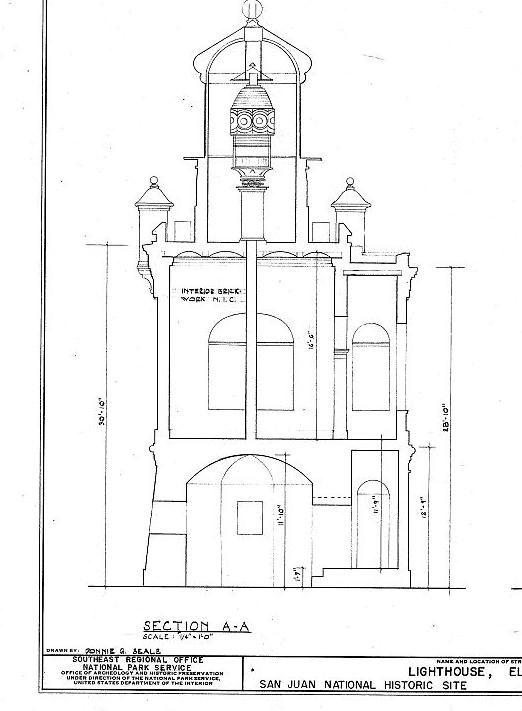 INTERIOR BRICK
WORK N.I.C.
16'-6"
30'-10"
28'-10"
11'-10"
11'-9"
12'-9"
1'-9"
SECTION A-A
SCALE: 1/4" = 1'-0"
DRAWN BY: DONNIE G. SEALE
SOUTHEAST REGIONAL OFFICE
NATIONAL PARK SERVICE
OFFICE OF ARCHEOLOGY AND HISTORIC PRESERVATION
UNDER DIRECTION OF THE NATIONAL PARK SERVICE,
UNITED STATES DEPARTMENT OF THE INTERIOR
NAME AND LOCATION OF STR
LIGHTHOUSE, EL
SAN JUAN NATIONAL HISTORIC SITE